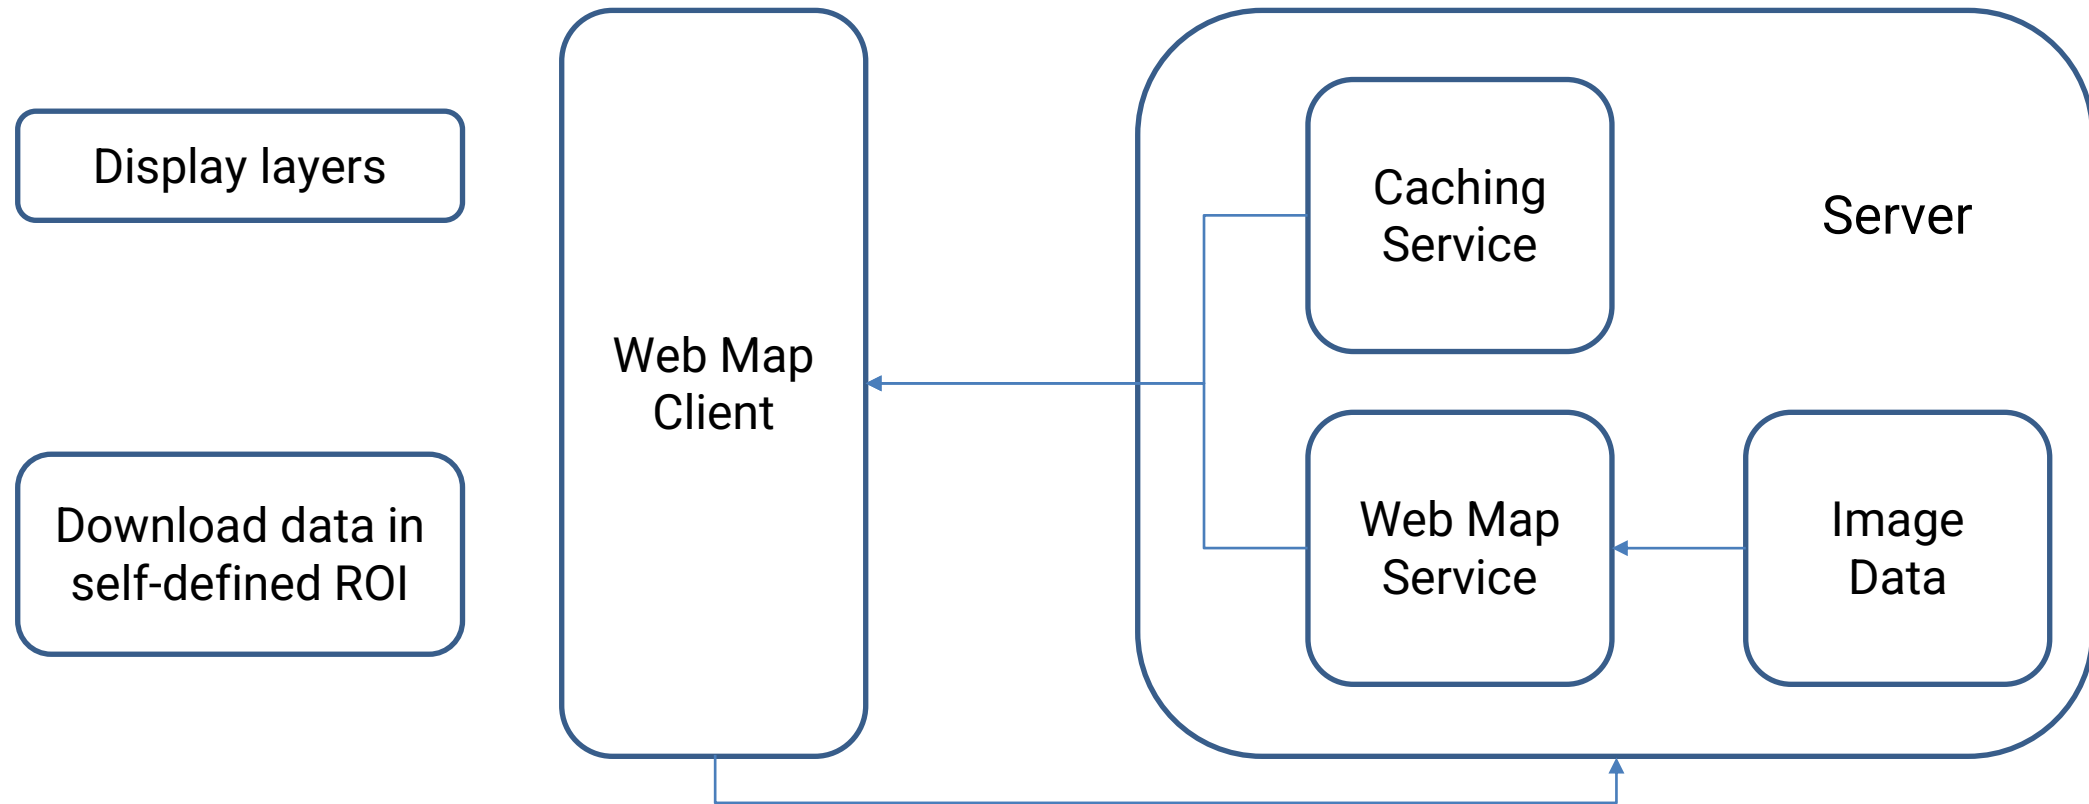 Display layers
Download data in
self-defined ROI
Web Map
Client
Caching
Service
Server
Web Map
Service
Image
Data